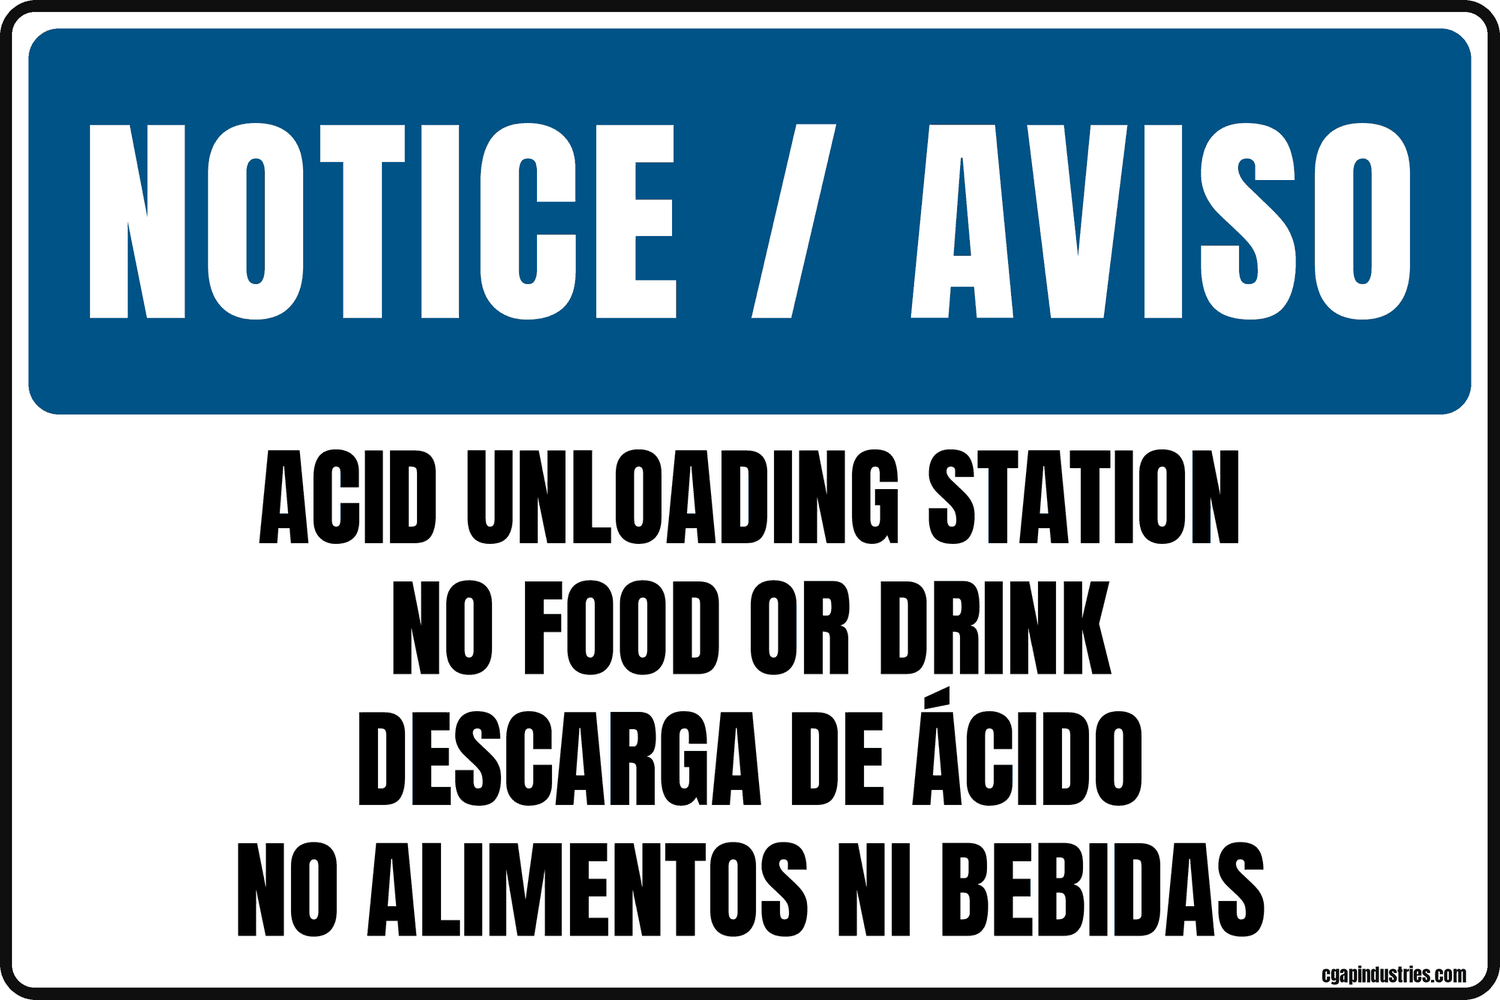 NOTICE / AVISO
ACID UNLOADING STATION
NO FOOD OR DRINK
DESCARGA DE ÁCIDO
NO ALIMENTOS NI BEBIDAS
cgapindustries.com